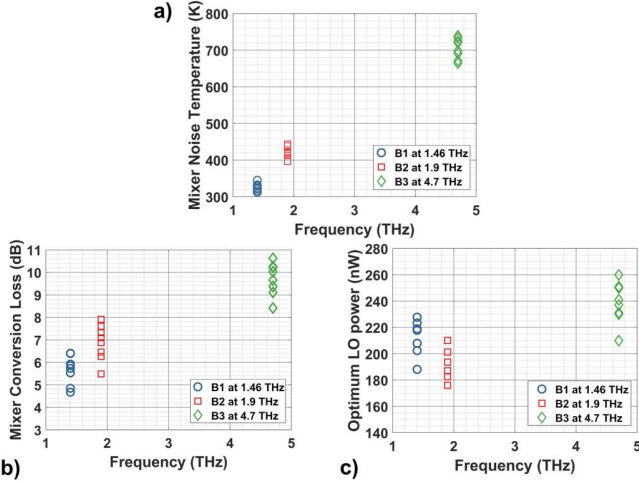 a)
Mixer Noise Temperature (K)
800
700
600
500
400
300
B1 at 1.46 THz
B2 at 1.9 THz
B3 at 4.7 THz
1 2 3 4 5
Frequency (THz)
b)
Mixer Conversion Loss (dB)
11
10
9
8
7
6
5
4
3
B1 at 1.46 THz
B2 at 1.9 THz
B3 at 4.7 THz
1 2 3 4 5
Frequency (THz)
c)
Optimum LO power (nW)
280
260
240
220
200
180
160
140
B1 at 1.46 THz
B2 at 1.9 THz
B3 at 4.7 THz
1 2 3 4 5
Frequency (THz)